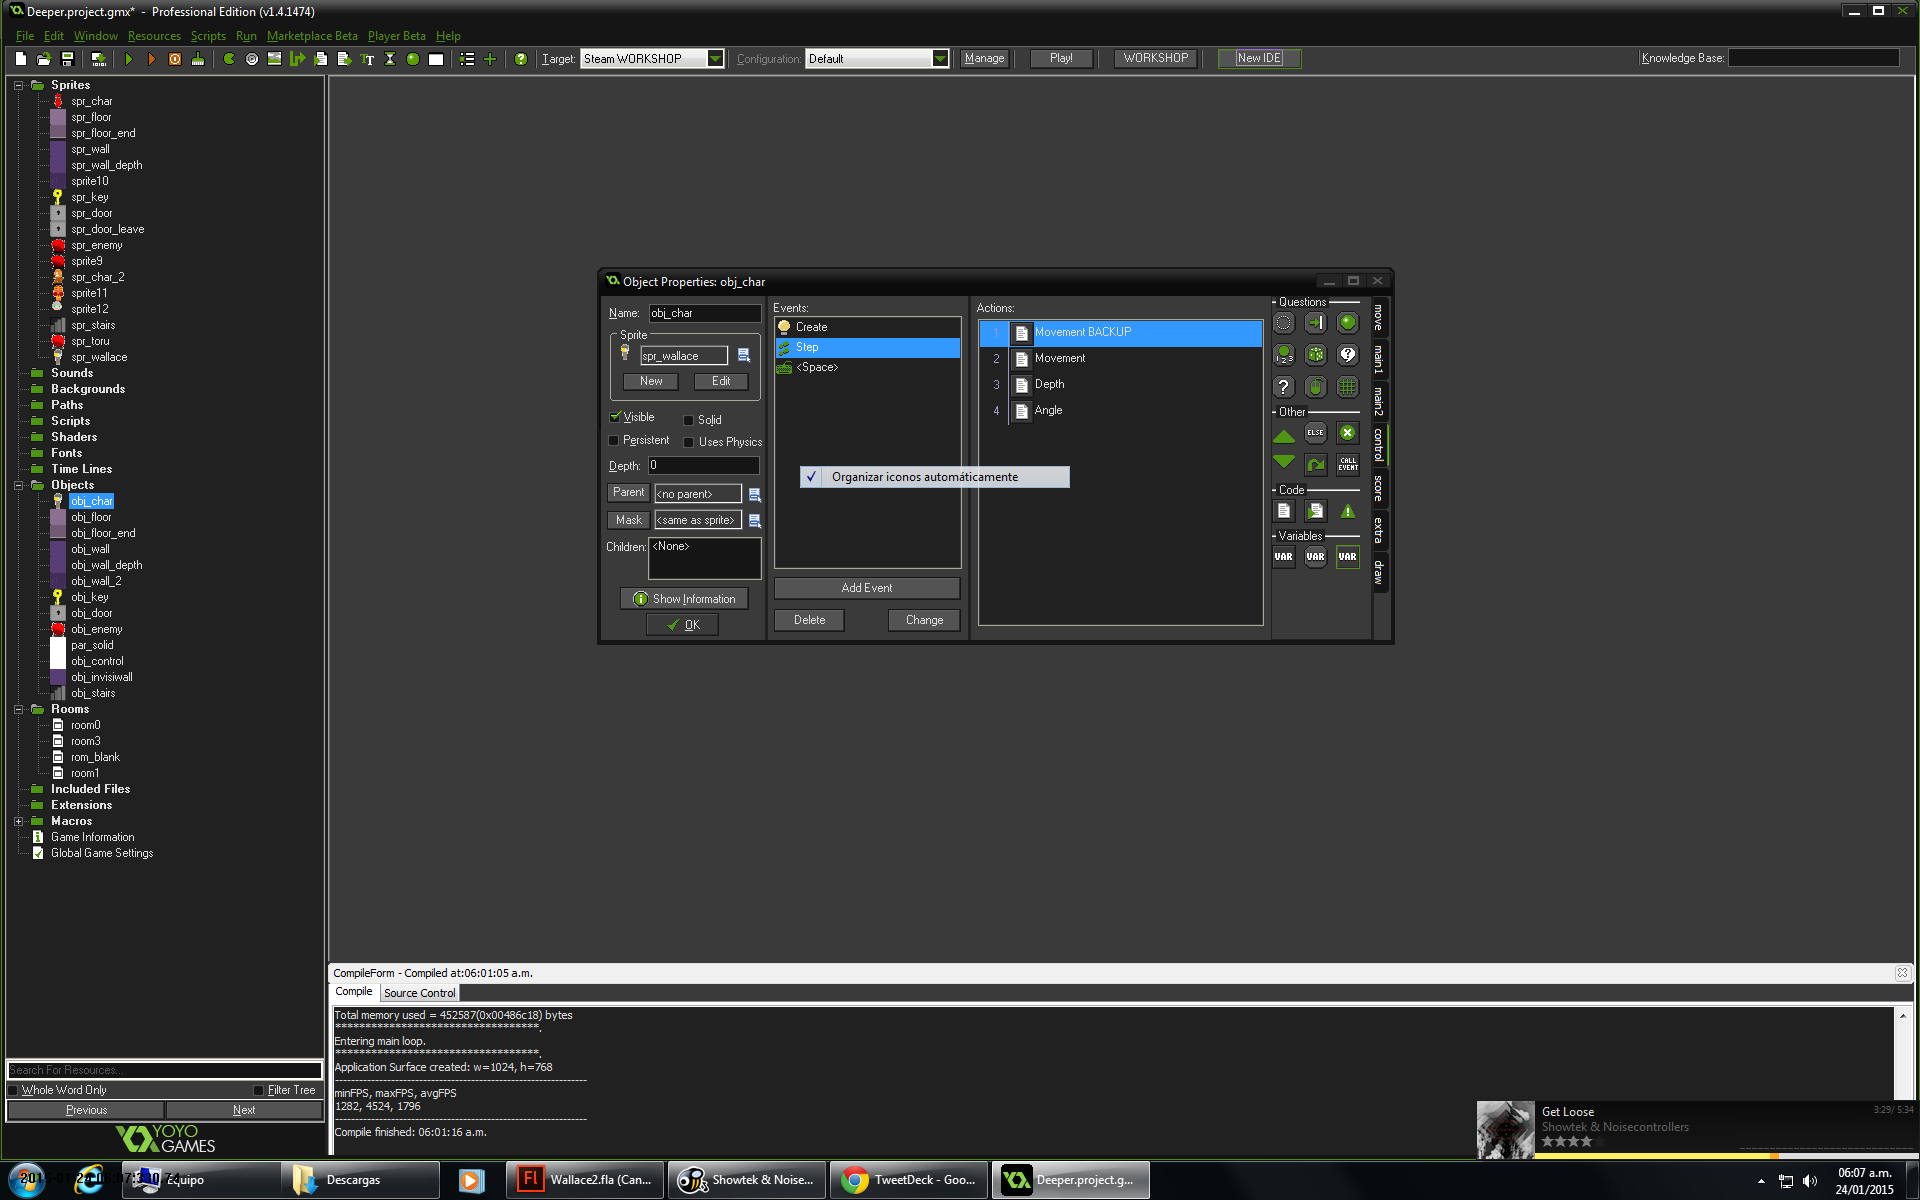 Deeper.project.gmx* - Professional Edition (v1.4.1474)
File Edit Window Resources Scripts Run Marketplace Beta Player Beta Help
Target: Steam WORKSHOP Configuration: Default Manage Play! WORKSHOP New IDE Knowledge Base:
Sprites
spr_char
spr_floor
spr_floor_end
spr_wall
spr_wall_depth
sprite10
spr_key
spr_door
spr_door_leave
spr_enemy
sprite9
spr_char_2
sprite11
sprite12
spr_stairs
spr_toru
spr_wallace
Sounds
Backgrounds
Paths
Scripts
Shaders
Fonts
Time Lines
Objects
obj_char
obj_floor
obj_floor_end
obj_wall
obj_wall_depth
obj_wall_2
obj_key
obj_door
obj_enemy
par_solid
obj_control
obj_invisiwall
obj_stairs
Rooms
room0
room3
rom_blank
room1
Included Files
Extensions
Macros
Game Information
Global Game Settings
Search For Resources...
Whole Word Only Filter Tree
Previous Next
YOYO
GAMES
Object Properties: obj_char
Name: obj_char
Sprite
spr_wallace
New Edit
Visible Solid
Persistent Uses Physics
Depth: 0
Parent <no parent>
Mask <same as sprite>
Children: <None>
Show Information
OK
Events:
Create
Step
<Space>
Add Event
Delete Change
Actions:
1 Movement BACKUP
2 Movement
3 Depth
4 Angle
Organizar iconos automáticamente
Questions
1 2 3
?
?
Other
ELSE
CALL
EVENT
Code
Variables
VAR VAR VAR
move
main1
main2
control
score
extra
draw
CompileForm - Compiled at:06:01:05 a.m.
Compile Source Control
Total memory used = 452587(0x00486c18) bytes
**********************************.
Entering main loop.
**********************************.
Application Surface created: w=1024, h=768
minFPS, maxFPS, avgFPS
1282, 4524, 1796
Compile finished: 06:01:16 a.m.
Get Loose 3:29/ 5:34
Showtek & Noisecontrollers
Equipo
Descargas
Fl Wallace2.fla (Can...
Showtek & Noise...
TweetDeck - Goo...
Deeper.project.g...
06:07 a.m.
24/01/2015